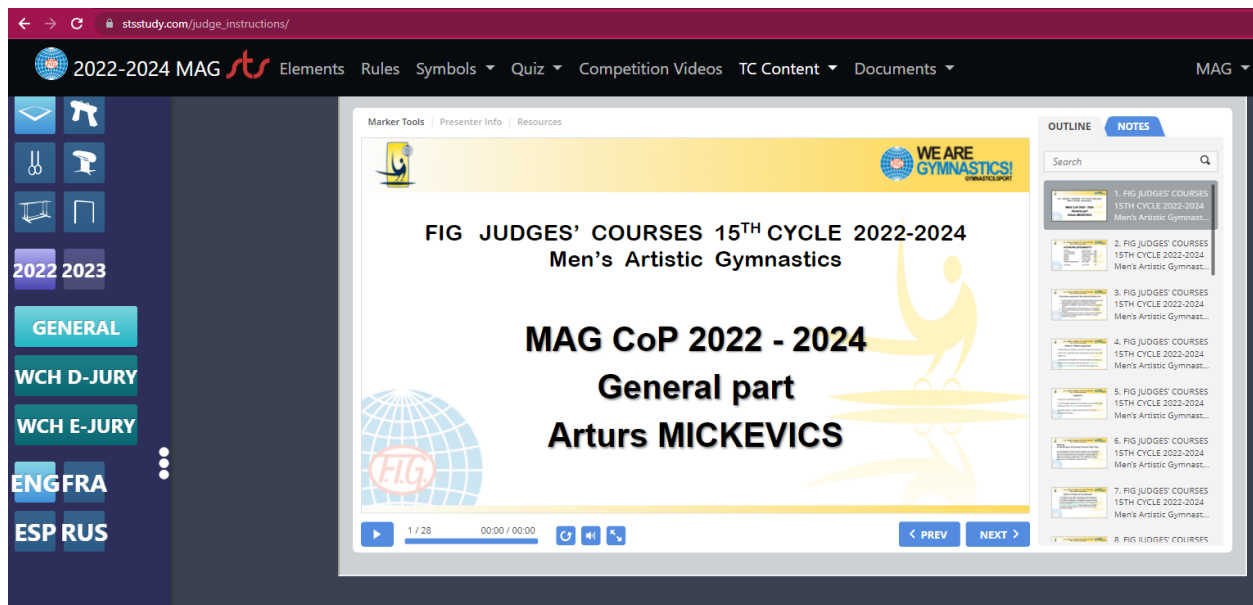 stsstudy.com/judge_instructions/
2022-2024 MAG sts Elements Rules Symbols Quiz Competition Videos TC Content Documents MAG
2022 2023
GENERAL
WCH D-JURY
WCH E-JURY
ENG FRA
ESP RUS
Marker Tools | Presenter Info | Resources
WE ARE
GYMNASTICS!
GYMNASTICS.SPORT
FIG JUDGES' COURSES 15TH CYCLE 2022-2024
Men's Artistic Gymnastics
MAG CoP 2022 - 2024
General part
Arturs MICKEVICS
F.I.G.
1 / 28 00:00 / 00:00
PREV NEXT
OUTLINE NOTES
Search
1. FIG JUDGES' COURSES
15TH CYCLE 2022-2024
Men's Artistic Gymnast...
2. FIG JUDGES' COURSES
15TH CYCLE 2022-2024
Men's Artistic Gymnast...
3. FIG JUDGES' COURSES
15TH CYCLE 2022-2024
Men's Artistic Gymnast...
4. FIG JUDGES' COURSES
15TH CYCLE 2022-2024
Men's Artistic Gymnast...
5. FIG JUDGES' COURSES
15TH CYCLE 2022-2024
Men's Artistic Gymnast...
6. FIG JUDGES' COURSES
15TH CYCLE 2022-2024
Men's Artistic Gymnast...
7. FIG JUDGES' COURSES
15TH CYCLE 2022-2024
Men's Artistic Gymnast...
8. FIG JUDGES' COURSES